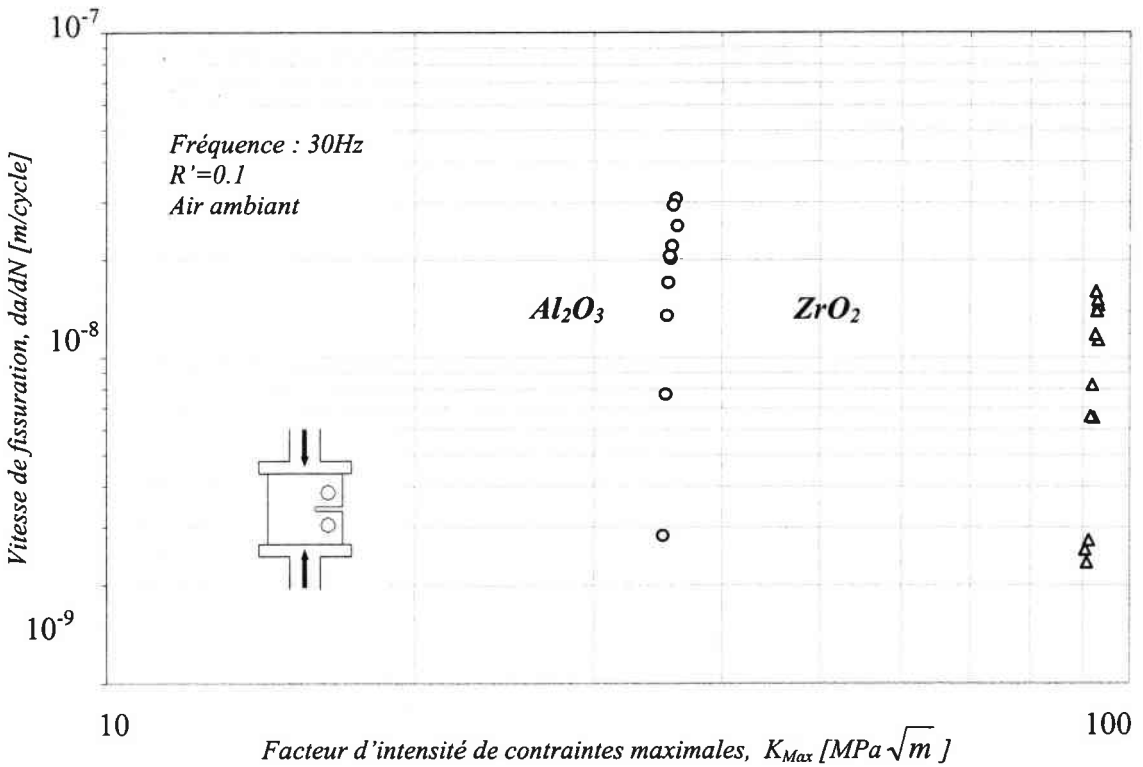 10⁻⁷
Fréquence : 30Hz
R’=0.1
Air ambiant
Al₂O₃
ZrO₂
10⁻⁸
10⁻⁹
10
100
Vitesse de fissuration, da/dN [m/cycle]
Facteur d’intensité de contraintes maximales, K_Max [MPa√m ]